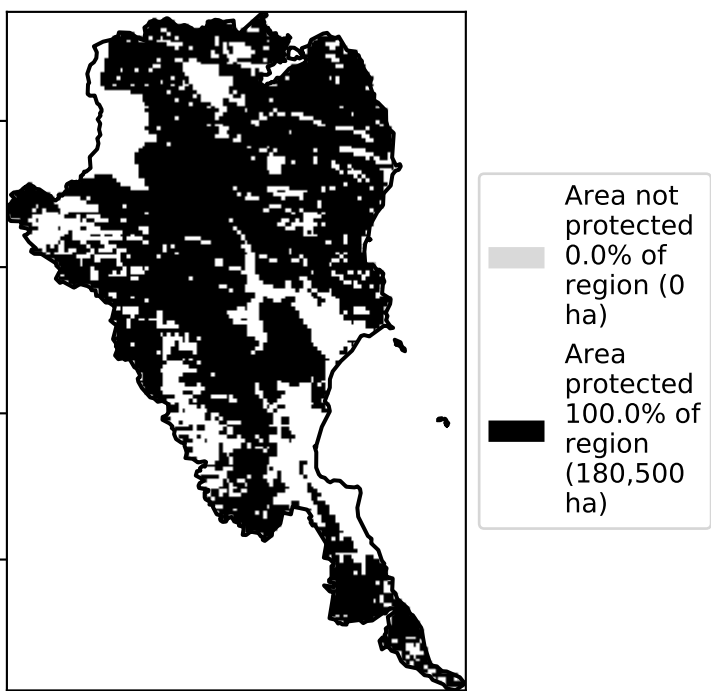 Area not
protected
0.0% of
region (0
ha)
Area
protected
100.0% of
region
(180,500
ha)